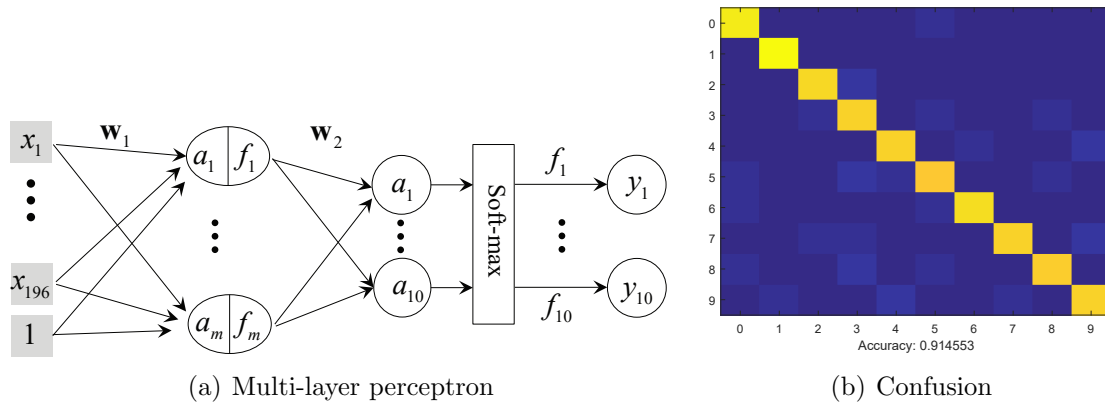 x1
x196
1
w1
a1 f1
am fm
w2
a1
a10
Soft-max
f1
f10
y1
y10
(a) Multi-layer perceptron
0
1
2
3
4
5
6
7
8
9
0 1 2 3 4 5 6 7 8 9
Accuracy: 0.914553
(b) Confusion